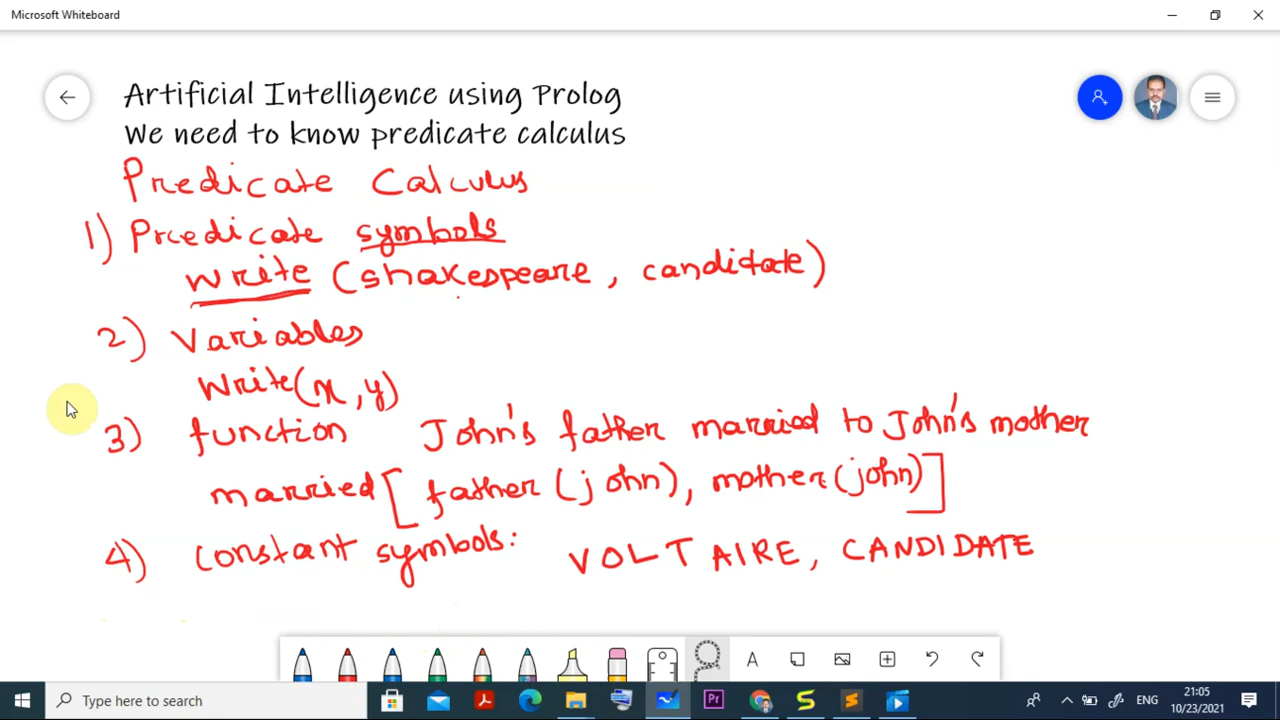 Microsoft Whiteboard
Artificial Intelligence using Prolog
We need to know predicate calculus
Predicate Calculus
1) Predicate symbols
write (shakespeare, candidate)
2) Variables
Write(x,y)
3) function John's father married to John's mother
married[father(john), mother(john)]
4) constant symbols: VOLTAIRE, CANDIDATE
A
Type here to search
Pr
S
ENG
21:05
10/23/2021